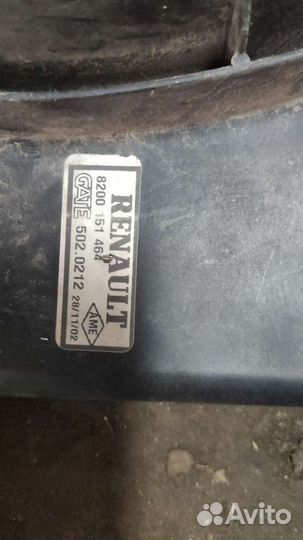 RENAULT
8200 151 464
GATE 502.0212
28/11/02
AME
Avito